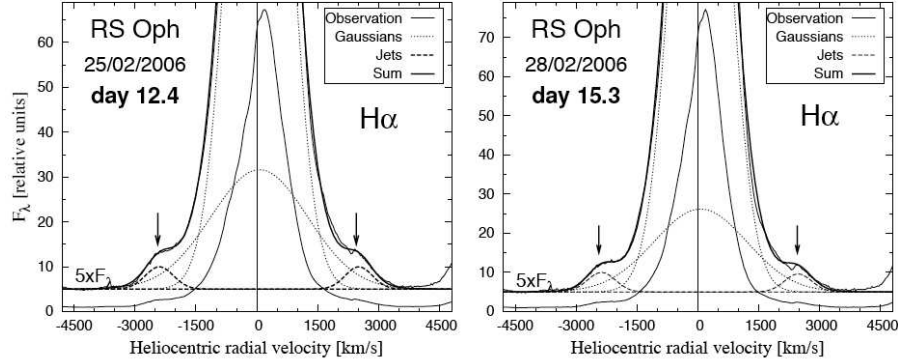 RS Oph
25/02/2006
day 12.4
Observation
Gaussians
Jets
Sum
Hα
5xFλ
Fλ [relative units]
60
50
40
30
20
10
0
-4500 -3000 -1500 0 1500 3000 4500
Heliocentric radial velocity [km/s]
RS Oph
28/02/2006
day 15.3
Observation
Gaussians
Jets
Sum
Hα
5xFλ
70
60
50
40
30
20
10
0
-4500 -3000 -1500 0 1500 3000 4500
Heliocentric radial velocity [km/s]